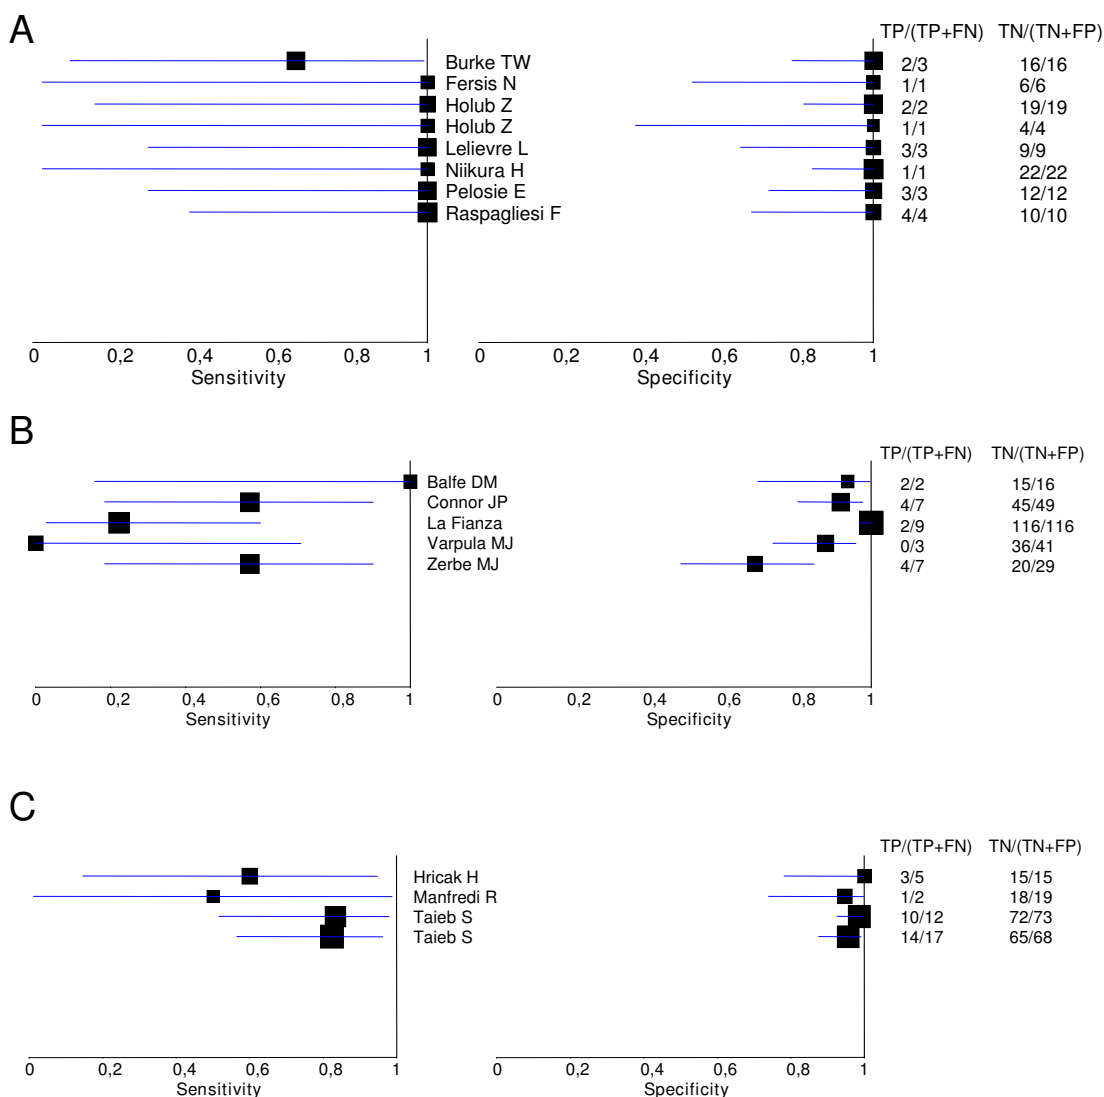 A
TP/(TP+FN) TN/(TN+FP)
Burke TW 2/3 16/16
Fersis N 1/1 6/6
Holub Z 2/2 19/19
Holub Z 1/1 4/4
Lelievre L 3/3 9/9
Niikura H 1/1 22/22
Pelosie E 3/3 12/12
Raspagliesi F 4/4 10/10
0 0,2 0,4 0,6 0,8 1 0 0,2 0,4 0,6 0,8 1
Sensitivity Specificity
B
TP/(TP+FN) TN/(TN+FP)
Balfe DM 2/2 15/16
Connor JP 4/7 45/49
La Fianza 2/9 116/116
Varpula MJ 0/3 36/41
Zerbe MJ 4/7 20/29
0 0,2 0,4 0,6 0,8 1 0 0,2 0,4 0,6 0,8 1
Sensitivity Specificity
C
TP/(TP+FN) TN/(TN+FP)
Hricak H 3/5 15/15
Manfredi R 1/2 18/19
Taieb S 10/12 72/73
Taieb S 14/17 65/68
0 0,2 0,4 0,6 0,8 1 0 0,2 0,4 0,6 0,8 1
Sensitivity Specificity